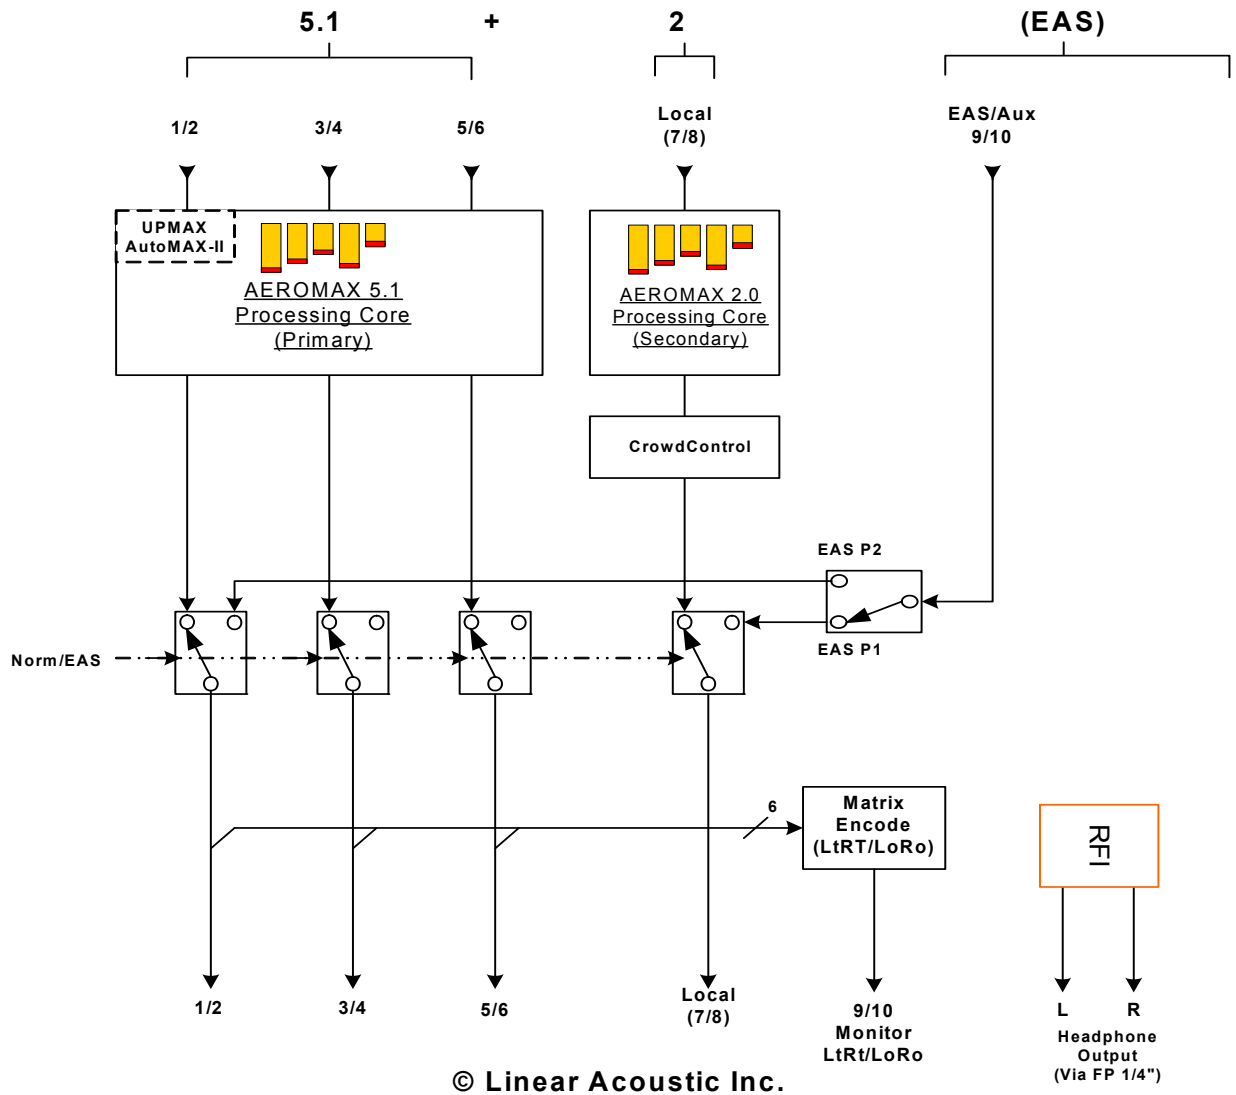 5.1 + 2 (EAS)
1/2 3/4 5/6 Local
(7/8)
EAS/Aux
9/10
UPMAX
AutoMAX-II
AEROMAX 5.1
Processing Core
(Primary)
AEROMAX 2.0
Processing Core
(Secondary)
CrowdControl
EAS P2
EAS P1
Norm/EAS
6
Matrix
Encode
(LtRT/LoRo)
RFI
1/2 3/4 5/6 Local
(7/8)
9/10
Monitor
LtRt/LoRo
L R
Headphone
Output
(Via FP 1/4")
© Linear Acoustic Inc.